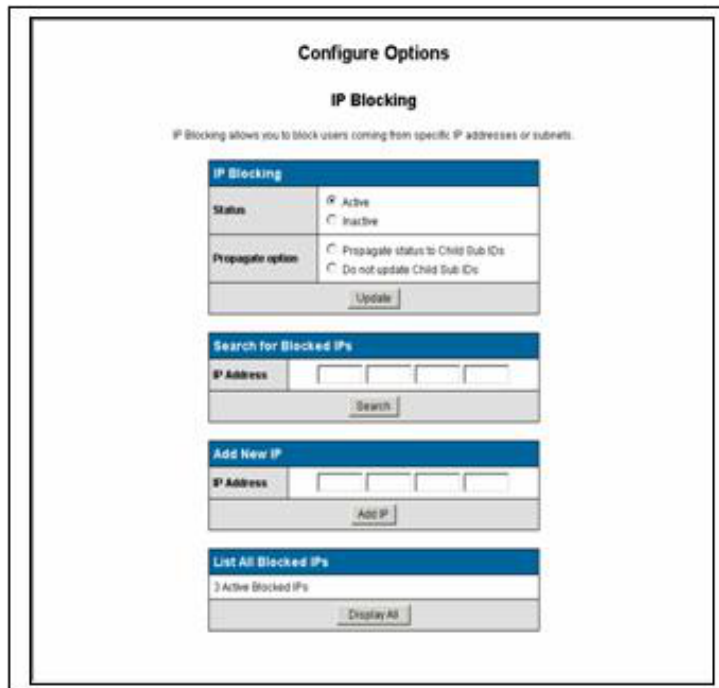 Configure Options
IP Blocking
IP Blocking allows you to block users coming from specific IP addresses or subnets.
IP Blocking
Status
Active
Inactive
Propagate option
Propagate status to Child Sub IDs
Do not update Child Sub IDs
Update
Search for Blocked IPs
IP Address
Search
Add New IP
IP Address
Add IP
List All Blocked IPs
3 Active Blocked IPs
Display All